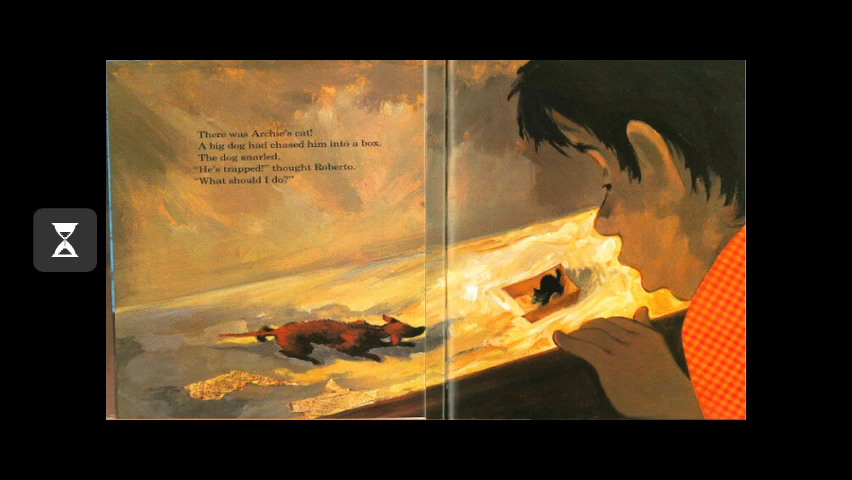 There was Archie's cat!
A big dog had chased him into a box.
The dog snarled.
"He's trapped!" thought Roberto.
"What should I do?"